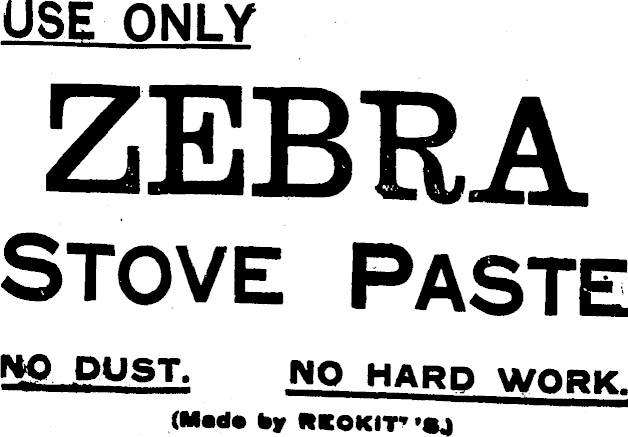 USE ONLY
ZEBRA
STOVE PASTE
NO DUST. NO HARD WORK.
(Made by RECKITT'S.)